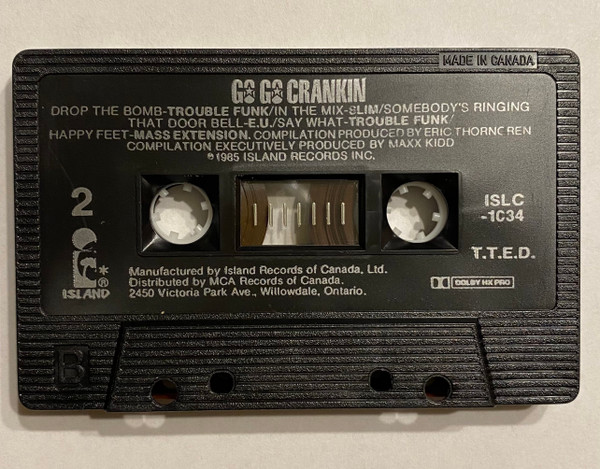 MADE IN CANADA
GO GO CRANKIN
DROP THE BOMB-TROUBLE FUNK/IN THE MIX-SLIM/SOMEBODY'S RINGING
THAT DOOR BELL-E.U./SAY WHAT-TROUBLE FUNK/
HAPPY FEET-MASS EXTENSION. COMPILATION PRODUCED BY ERIC THORNGREN
COMPILATION EXECUTIVELY PRODUCED BY MAXX KIDD
℗1985 ISLAND RECORDS INC.
2
ISLC
-1034
T.T.E.D.
ISLAND®
Manufactured by Island Records of Canada, Ltd.
Distributed by MCA Records of Canada.
2450 Victoria Park Ave., Willowdale, Ontario.
DOLBY HX PRO
B